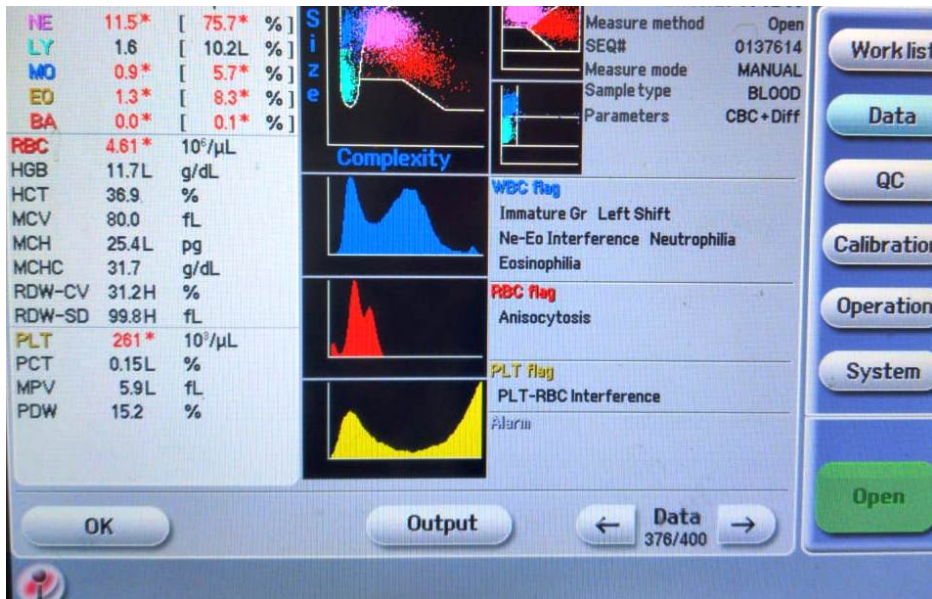 NE 11.5* [ 75.7* %]
LY 1.6 [ 10.2L %]
MO 0.9* [ 5.7* %]
EO 1.3* [ 8.3* %]
BA 0.0* [ 0.1* %]
RBC 4.61* 10⁶/µL
HGB 11.7L g/dL
HCT 36.9 %
MCV 80.0 fL
MCH 25.4L pg
MCHC 31.7 g/dL
RDW-CV 31.2H %
RDW-SD 99.8H fL
PLT 261* 10³/µL
PCT 0.15L %
MPV 5.9L fL
PDW 15.2 %
Size
Complexity
Measure method Open
SEQ# 0137614
Measure mode MANUAL
Sample type BLOOD
Parameters CBC+Diff
WBC flag
Immature Gr Left Shift
Ne-Eo Interference Neutrophilia
Eosinophilia
RBC flag
Anisocytosis
PLT flag
PLT-RBC Interference
Alarm
Work list
Data
QC
Calibratio
Operation
System
Open
OK
Output
← Data →
376/400